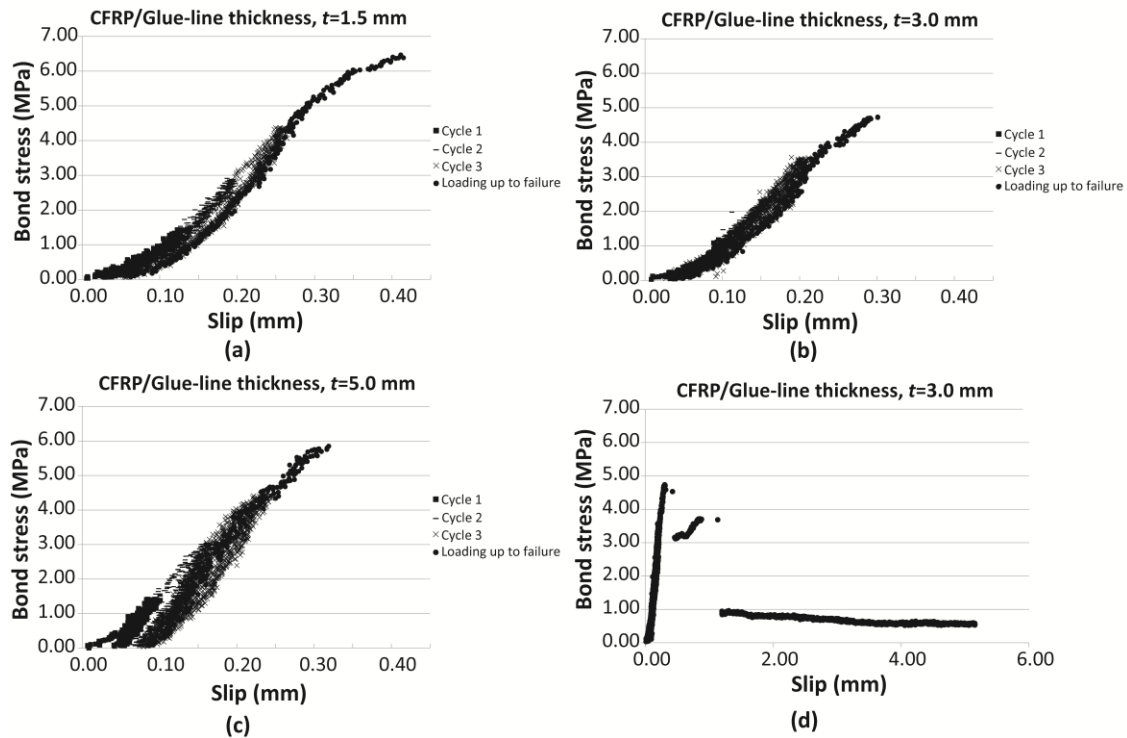 CFRP/Glue-line thickness, t=1.5 mm
7.00
6.00
5.00
4.00
3.00
2.00
1.00
0.00
Bond stress (MPa)
0.00 0.10 0.20 0.30 0.40
Slip (mm)
Cycle 1
Cycle 2
Cycle 3
Loading up to failure
(a)
CFRP/Glue-line thickness, t=3.0 mm
7.00
6.00
5.00
4.00
3.00
2.00
1.00
0.00
Bond stress (MPa)
0.00 0.10 0.20 0.30 0.40
Slip (mm)
Cycle 1
Cycle 2
Cycle 3
Loading up to failure
(b)
CFRP/Glue-line thickness, t=5.0 mm
7.00
6.00
5.00
4.00
3.00
2.00
1.00
0.00
Bond stress (MPa)
0.00 0.10 0.20 0.30 0.40
Slip (mm)
Cycle 1
Cycle 2
Cycle 3
Loading up to failure
(c)
CFRP/Glue-line thickness, t=3.0 mm
7.00
6.00
5.00
4.00
3.00
2.00
1.00
0.00
Bond stress (MPa)
0.00 2.00 4.00 6.00
Slip (mm)
(d)